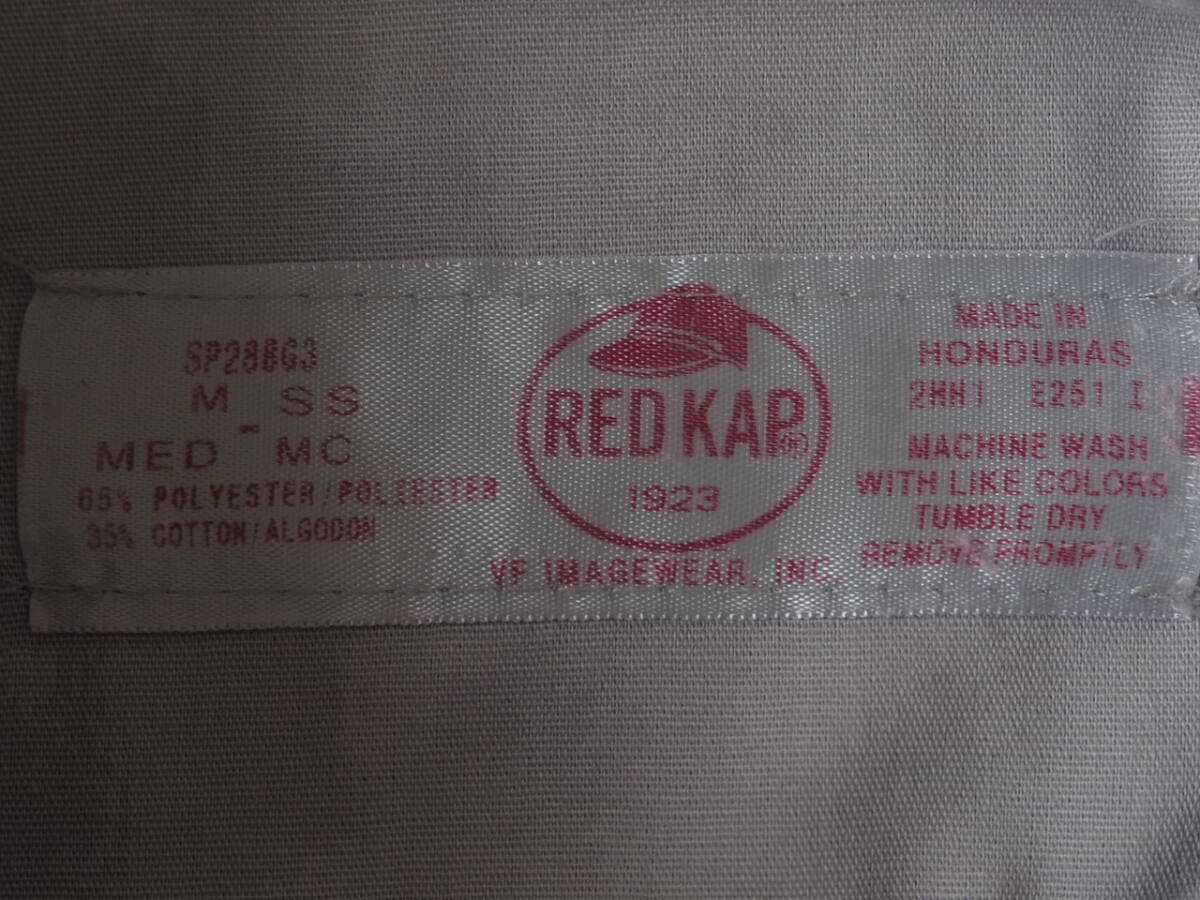 SP288G3
M - SS
MED - MC
65% POLYESTER/POLIESTER
35% COTTON/ALGODON
RED KAP®
1923
VF IMAGEWEAR, INC
MADE IN
HONDURAS
2HH1 E251 I
MACHINE WASH
WITH LIKE COLORS
TUMBLE DRY
REMOVE PROMPTLY